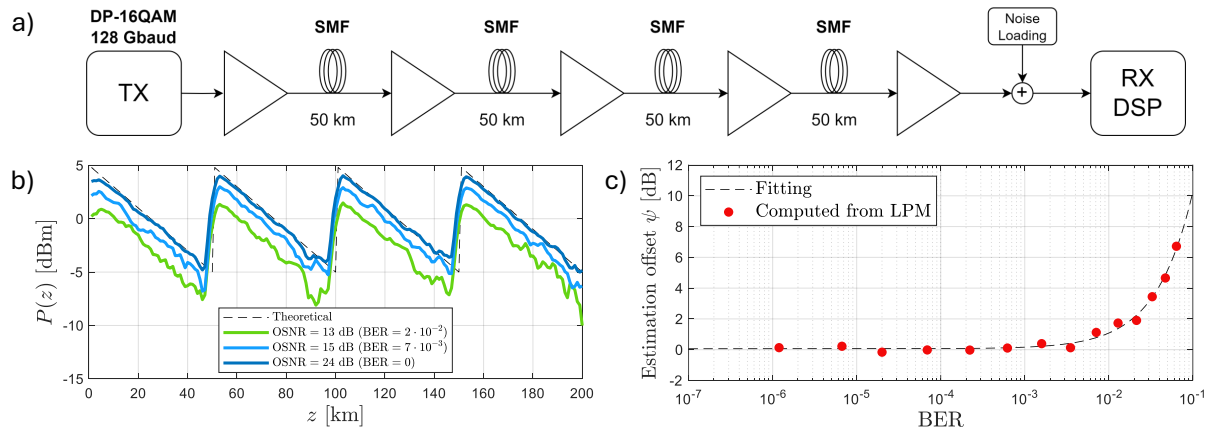 a)
DP-16QAM
128 Gbaud
TX
SMF
50 km
SMF
50 km
SMF
50 km
SMF
50 km
Noise
Loading
+
RX
DSP
b)
P(z) [dBm]
5
0
-5
-10
-15
0
20
40
60
80
100
120
140
160
180
200
z [km]
Theoretical
OSNR = 13 dB (BER = 2 · 10⁻²)
OSNR = 15 dB (BER = 7 · 10⁻³)
OSNR = 24 dB (BER = 0)
c)
Estimation offset ψ [dB]
12
10
8
6
4
2
0
-2
10⁻⁷
10⁻⁶
10⁻⁵
10⁻⁴
10⁻³
10⁻²
10⁻¹
BER
Fitting
Computed from LPM